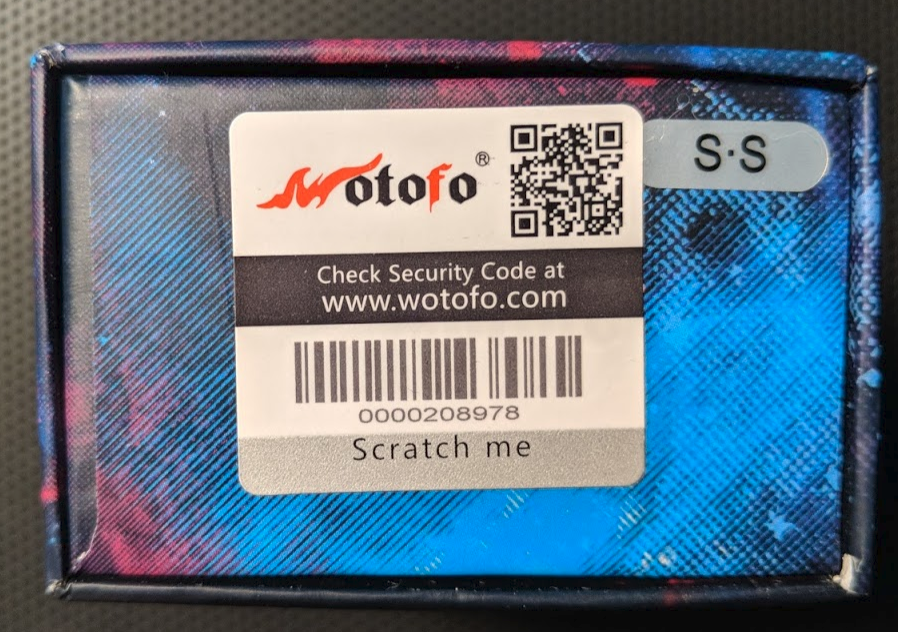 Wotofo®
S·S
Check Security Code at
www.wotofo.com
0000208978
Scratch me